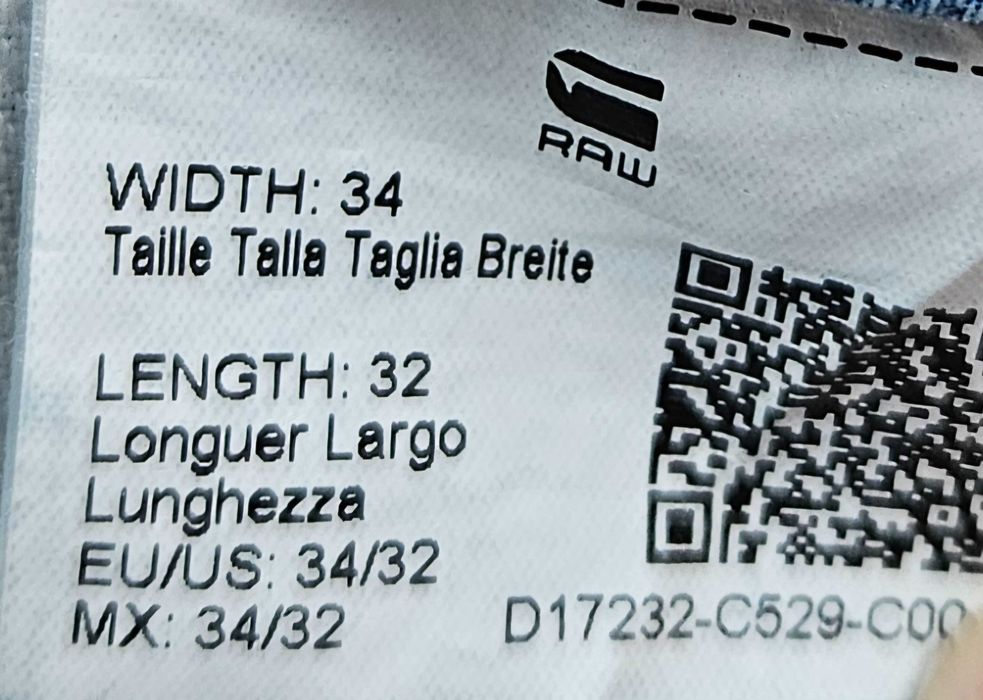 RAW
WIDTH: 34
Taille Talla Taglia Breite
LENGTH: 32
Longuer Largo
Lunghezza
EU/US: 34/32
MX: 34/32
D17232-C529-C00